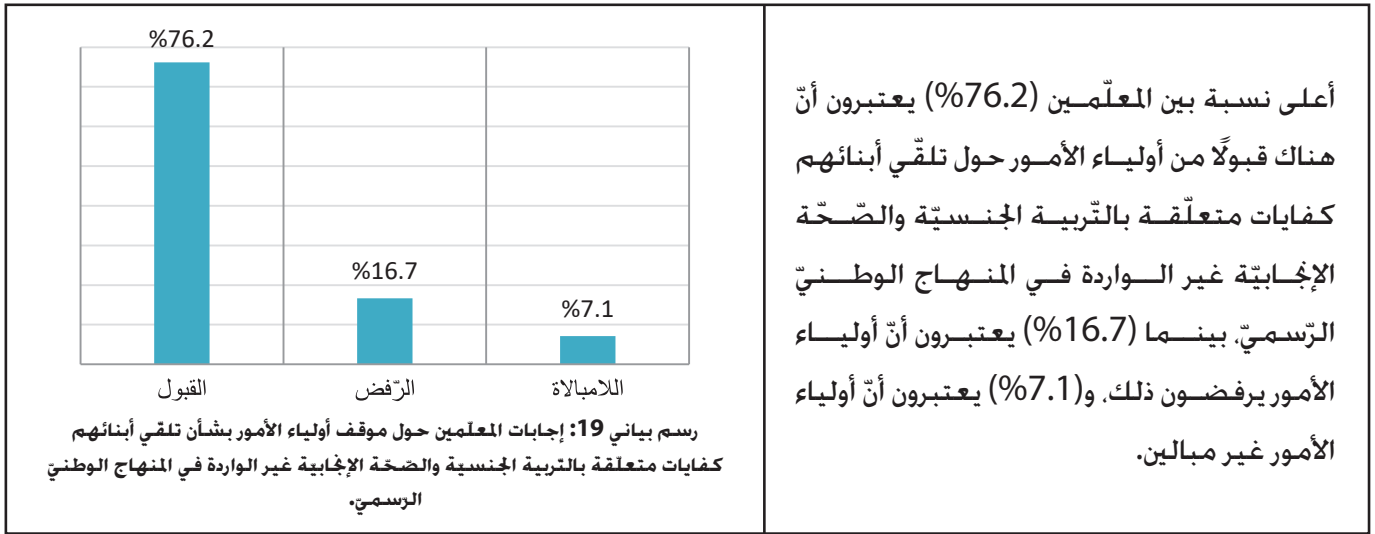 أعلى نسبة بين المعلّمين (76.2%) يعتبرون أنّ
هناك قبولًا من أولياء الأمور حول تلقّي أبنائهم
كفايات متعلّقة بالتّربية الجنسيّة والصّحّة
الإنجابيّة غير الواردة في المنهاج الوطنيّ
الرّسميّ، بينما (16.7%) يعتبرون أنّ أولياء
الأمور يرفضون ذلك، و(7.1%) يعتبرون أنّ أولياء
الأمور غير مبالين.
%76.2
%16.7
%7.1
القبول
الرّفض
اللامبالاة
رسم بياني 19: إجابات المعلّمين حول موقف أولياء الأمور بشأن تلقّي أبنائهم
كفايات متعلّقة بالتّربية الجنسية والصّحّة الإنجابية غير الواردة في المنهاج الوطنيّ
الرّسميّ.